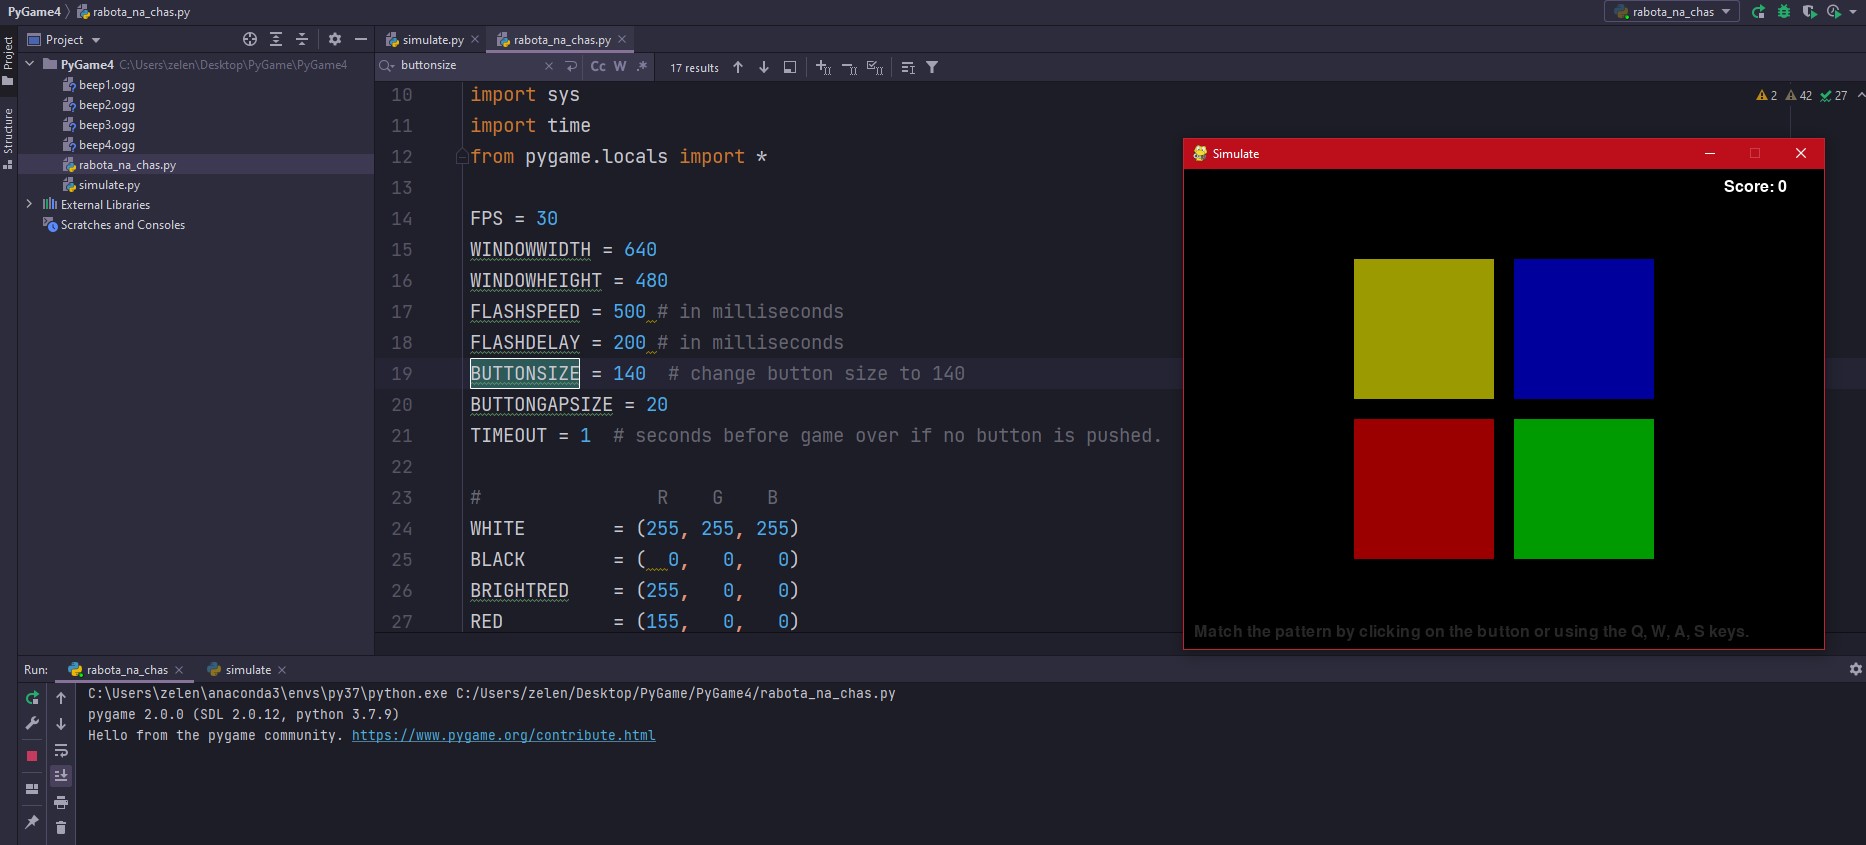 PyGame4 rabota_na_chas.py
rabota_na_chas
Project
simulate.py
rabota_na_chas.py
Project
Structure
PyGame4 C:\Users\zelen\Desktop\PyGame\PyGame4
beep1.ogg
beep2.ogg
beep3.ogg
beep4.ogg
rabota_na_chas.py
simulate.py
External Libraries
Scratches and Consoles
buttonsize
Cc W .*
17 results
2 42 27
10 import sys
11 import time
12 from pygame.locals import *
13
14 FPS = 30
15 WINDOWWIDTH = 640
16 WINDOWHEIGHT = 480
17 FLASHSPEED = 500 # in milliseconds
18 FLASHDELAY = 200 # in milliseconds
19 BUTTONSIZE = 140  # change button size to 140
20 BUTTONGAPSIZE = 20
21 TIMEOUT = 1  # seconds before game over if no button is pushed.
22
23 #                R    G    B
24 WHITE        = (255, 255, 255)
25 BLACK        = (  0,   0,   0)
26 BRIGHTRED    = (255,   0,   0)
27 RED          = (155,   0,   0)
Simulate
Score: 0
Match the pattern by clicking on the button or using the Q, W, A, S keys.
Run: rabota_na_chas simulate
C:\Users\zelen\anaconda3\envs\py37\python.exe C:/Users/zelen/Desktop/PyGame/PyGame4/rabota_na_chas.py
pygame 2.0.0 (SDL 2.0.12, python 3.7.9)
Hello from the pygame community. https://www.pygame.org/contribute.html